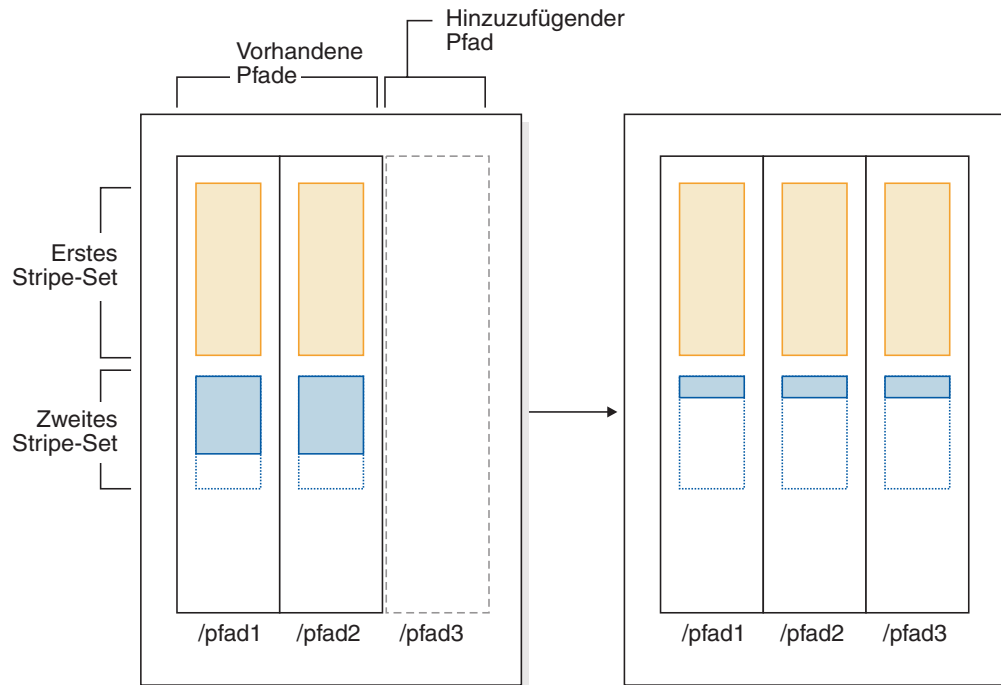 Hinzuzufügender
Pfad
Vorhandene
Pfade
Erstes
Stripe-Set
Zweites
Stripe-Set
/pfad1 /pfad2 /pfad3
/pfad1 /pfad2 /pfad3